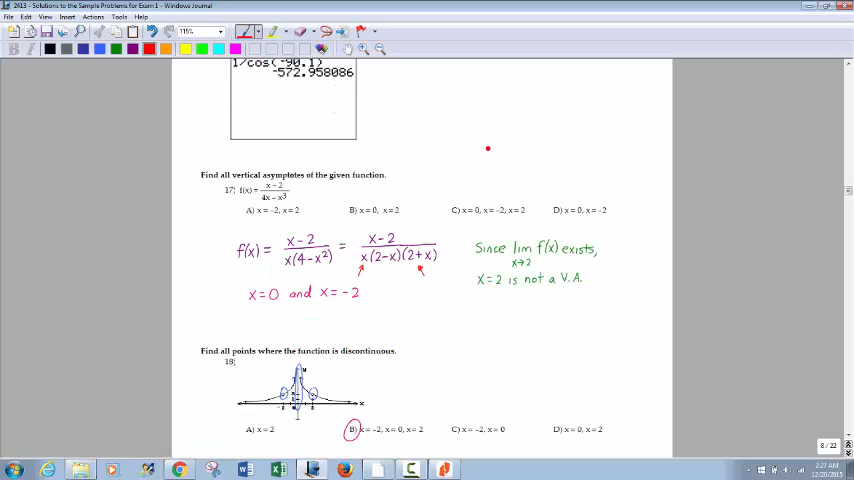 2413 - Solutions to the Sample Problems for Exam 1 - Windows Journal
File Edit View Insert Actions Tools Help
115%
B I
1/cos(-90.1)
-572.958086
Find all vertical asymptotes of the given function.
17) f(x) = x - 2 / 4x - x³
A) x = -2, x = 2 B) x = 0, x = 2 C) x = 0, x = -2, x = 2 D) x = 0, x = -2
f(x) = x-2 / x(4-x²) = x-2 / x(2-x)(2+x)
Since lim x→2 f(x) exists,
x=2 is not a V.A.
x=0 and x=-2
Find all points where the function is discontinuous.
18)
-2 2 x
A) x = 2 B) x = -2, x = 0, x = 2 C) x = -2, x = 0 D) x = 0, x = 2
8 / 22
2:27 AM
12/20/2015